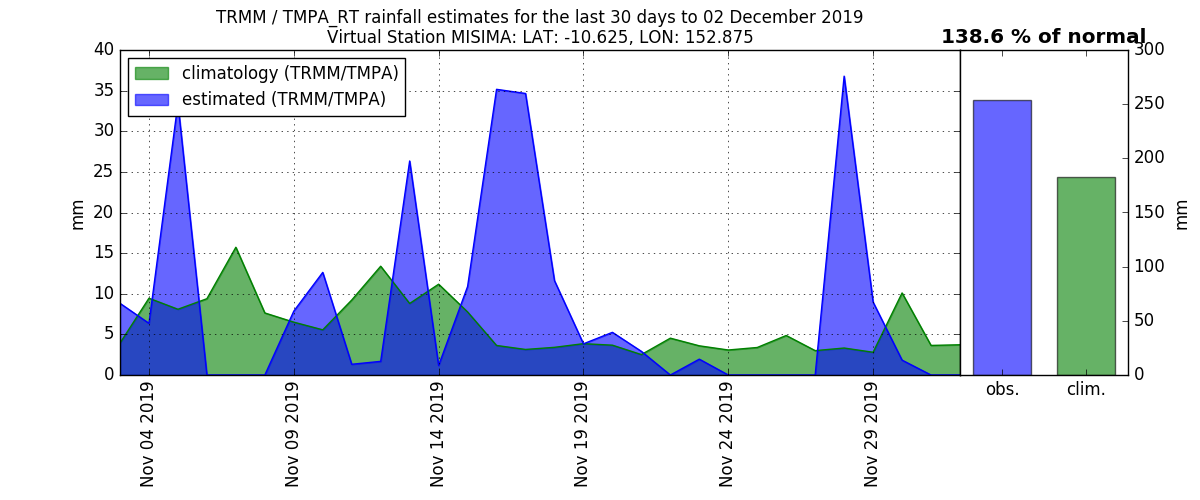 TRMM / TMPA_RT rainfall estimates for the last 30 days to 02 December 2019
Virtual Station MISIMA: LAT: -10.625, LON: 152.875
138.6 % of normal
climatology (TRMM/TMPA)
estimated (TRMM/TMPA)
40
35
30
25
20
15
10
5
0
mm
Nov 04 2019
Nov 09 2019
Nov 14 2019
Nov 19 2019
Nov 24 2019
Nov 29 2019
obs.
clim.
300
250
200
150
100
50
0
mm